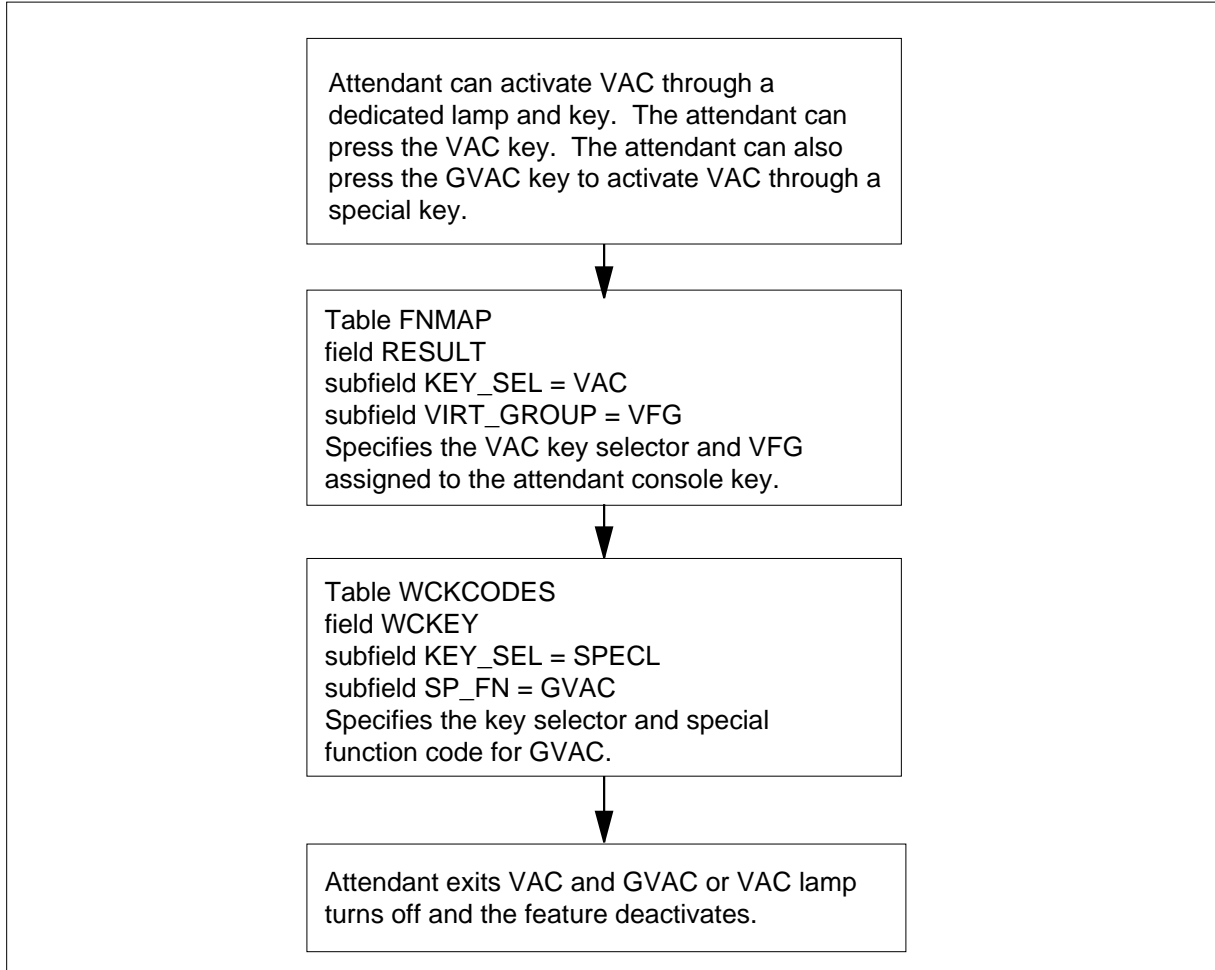 Attendant can activate VAC through a
dedicated lamp and key.  The attendant can
press the VAC key.  The attendant can also
press the GVAC key to activate VAC through a
special key.
Table FNMAP
field RESULT
subfield KEY_SEL = VAC
subfield VIRT_GROUP = VFG
Specifies the VAC key selector and VFG
assigned to the attendant console key.
Table WCKCODES
field WCKEY
subfield KEY_SEL = SPECL
subfield SP_FN = GVAC
Specifies the key selector and special
function code for GVAC.
Attendant exits VAC and GVAC or VAC lamp
turns off and the feature deactivates.